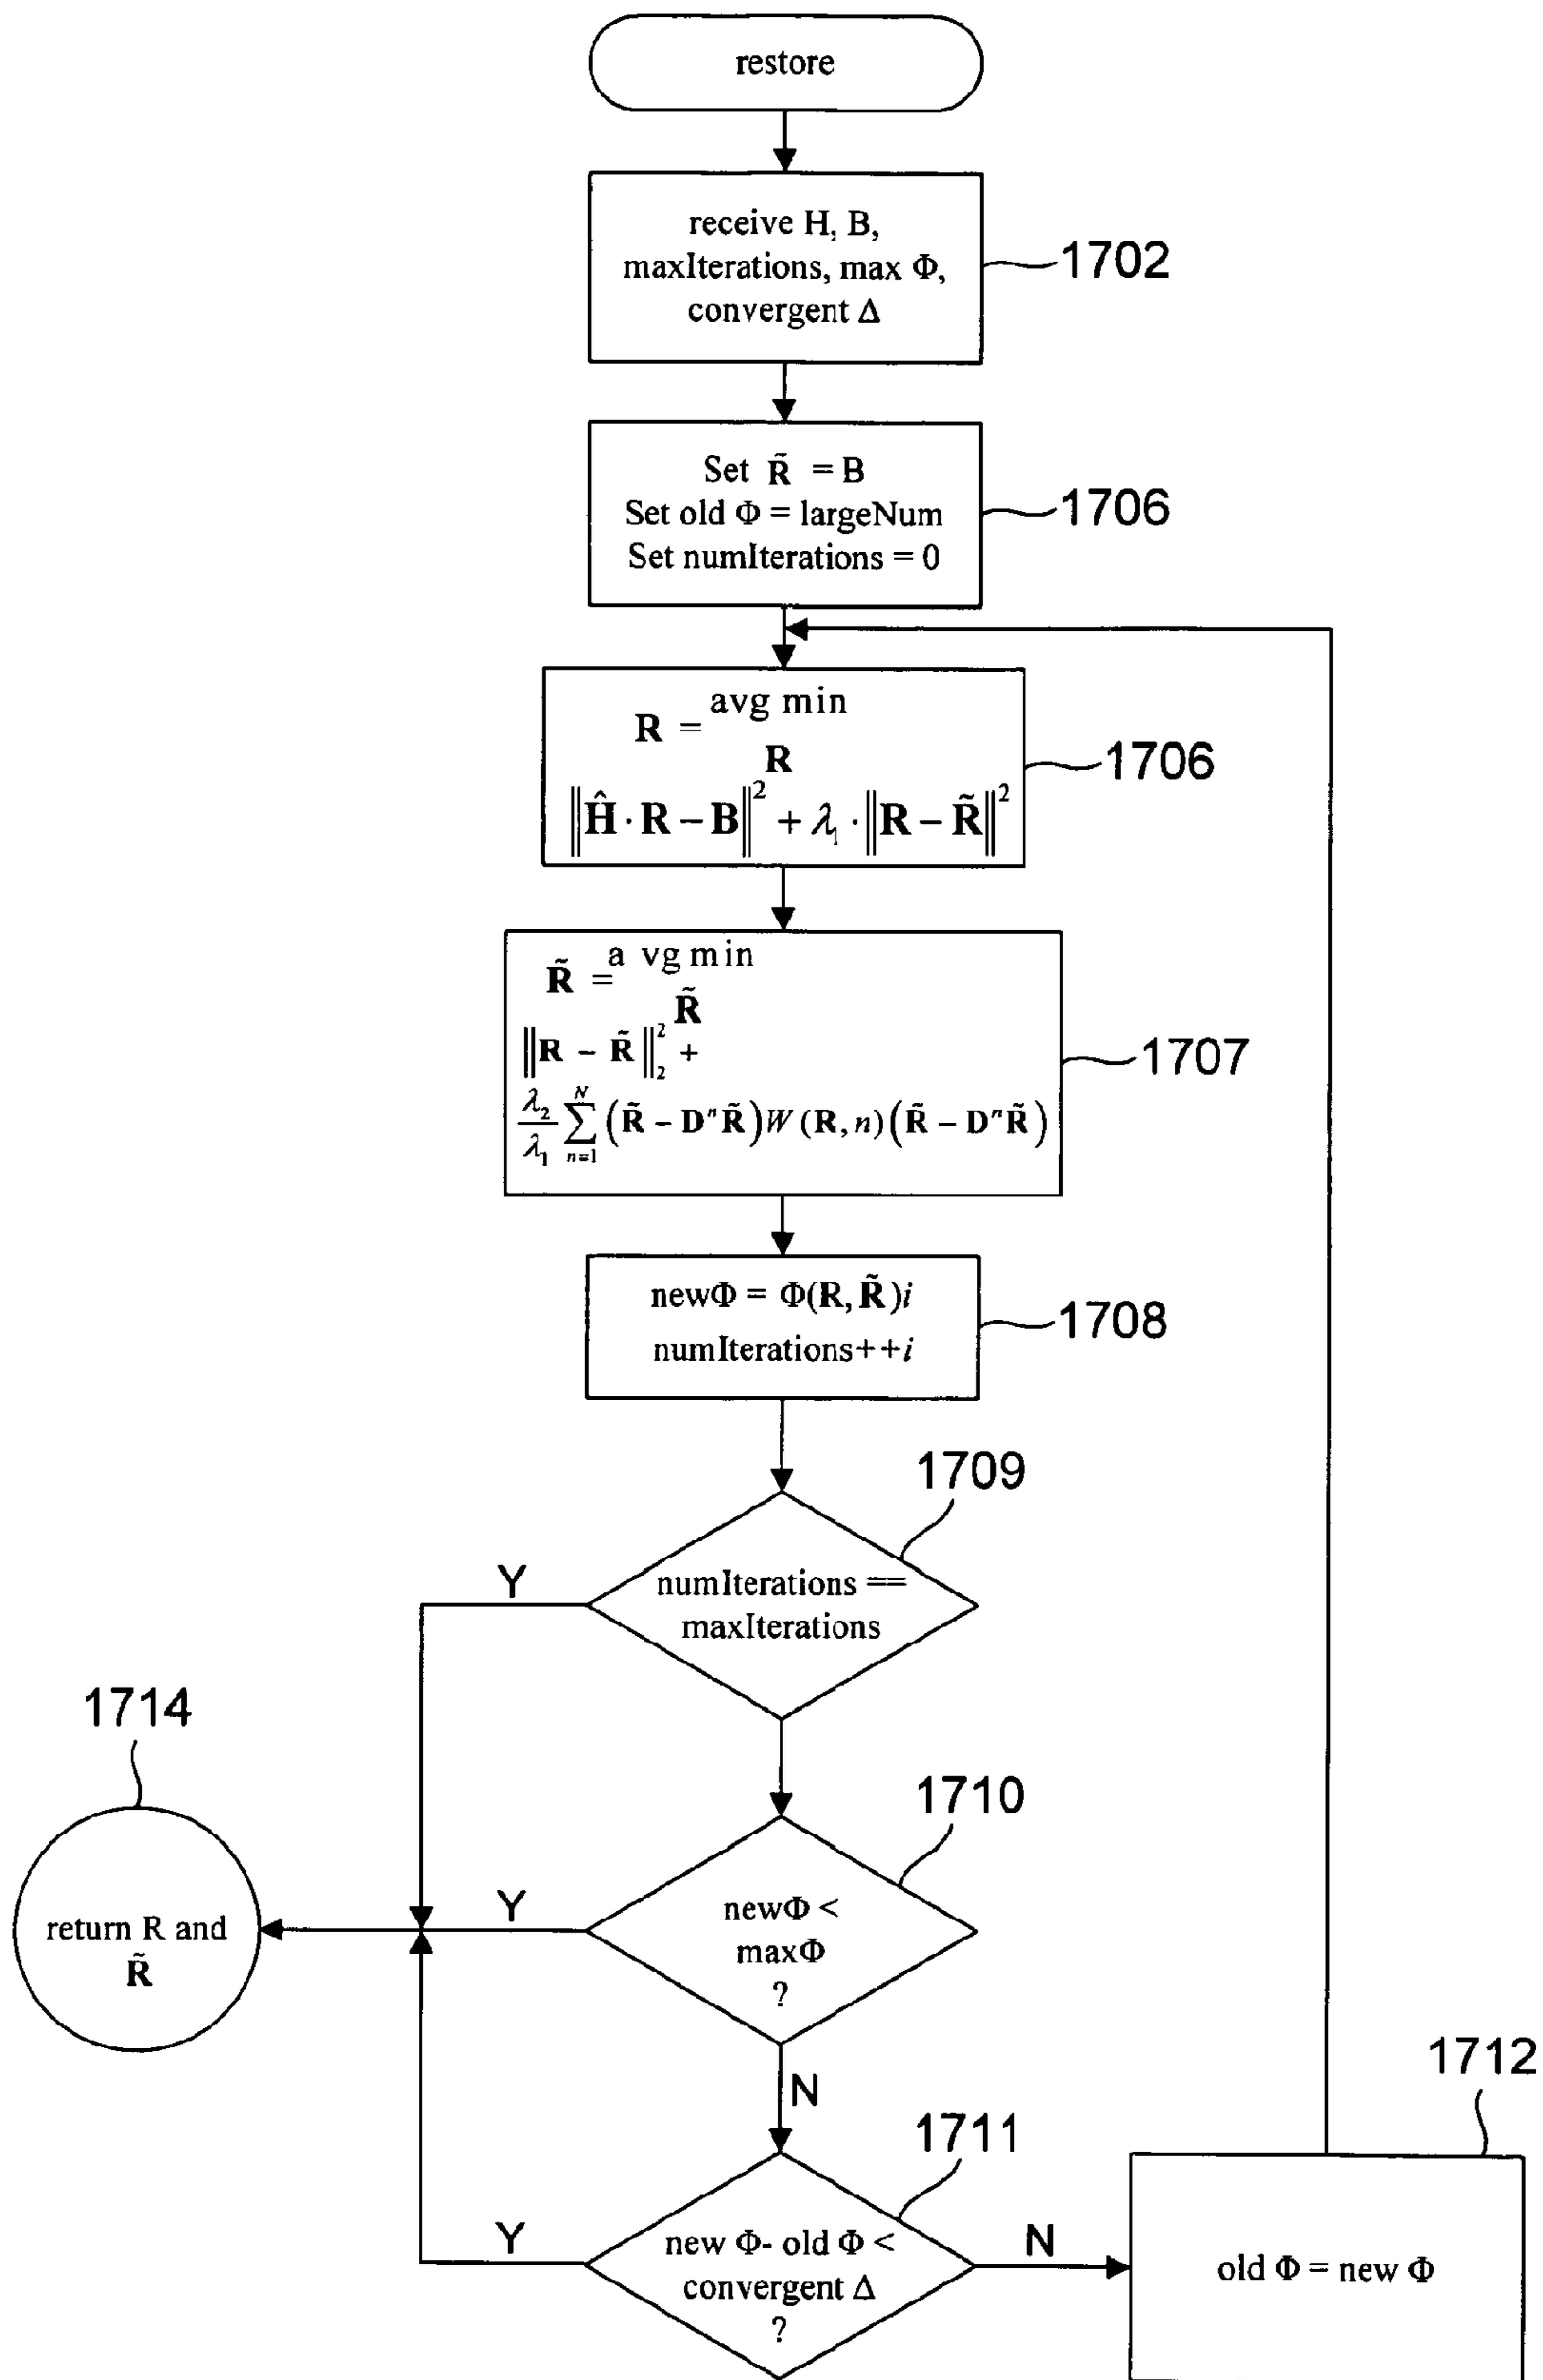 restore
receive H, B,
maxIterations, max Φ,
convergent Δ
1702
Set R̃ = B
Set old Φ = largeNum
Set numIterations = 0
1706
avg min
R =
R
‖Ĥ · R – B‖² + λ₁ · ‖R – R̃‖²
1706
a vg min
R̃ =
R̃
‖R – R̃‖₂² +
λ₂/λ₁ ∑ₙ₌₁ᴺ (R̃ – DⁿR̃)W(R, n)(R̃ – DⁿR̃)
1707
newΦ = Φ(R, R̃)i
numIterations++i
1708
1709
numIterations ==
maxIterations
Y
1714
return R and
R̃
1710
newΦ <
maxΦ
?
Y
N
1711
new Φ- old Φ <
convergent Δ
?
Y
N
1712
old Φ = new Φ